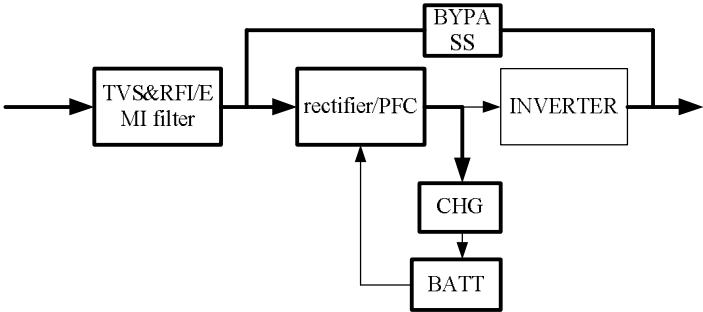 BYPA
SS
TVS&RFI/E
MI filter
rectifier/PFC
INVERTER
CHG
BATT